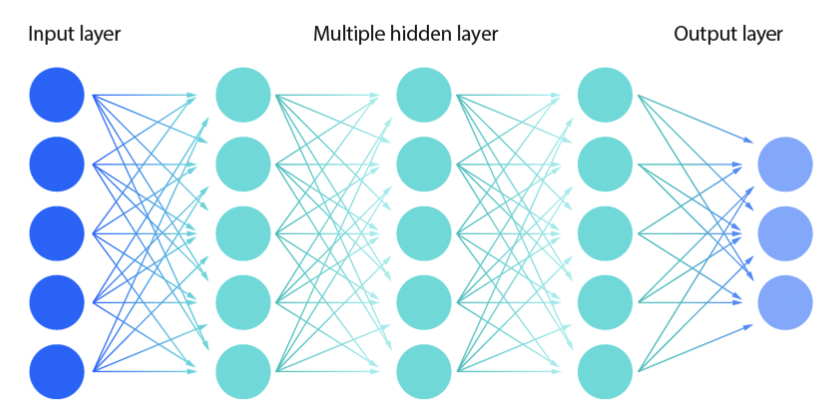 Input layer
Multiple hidden layer
Output layer